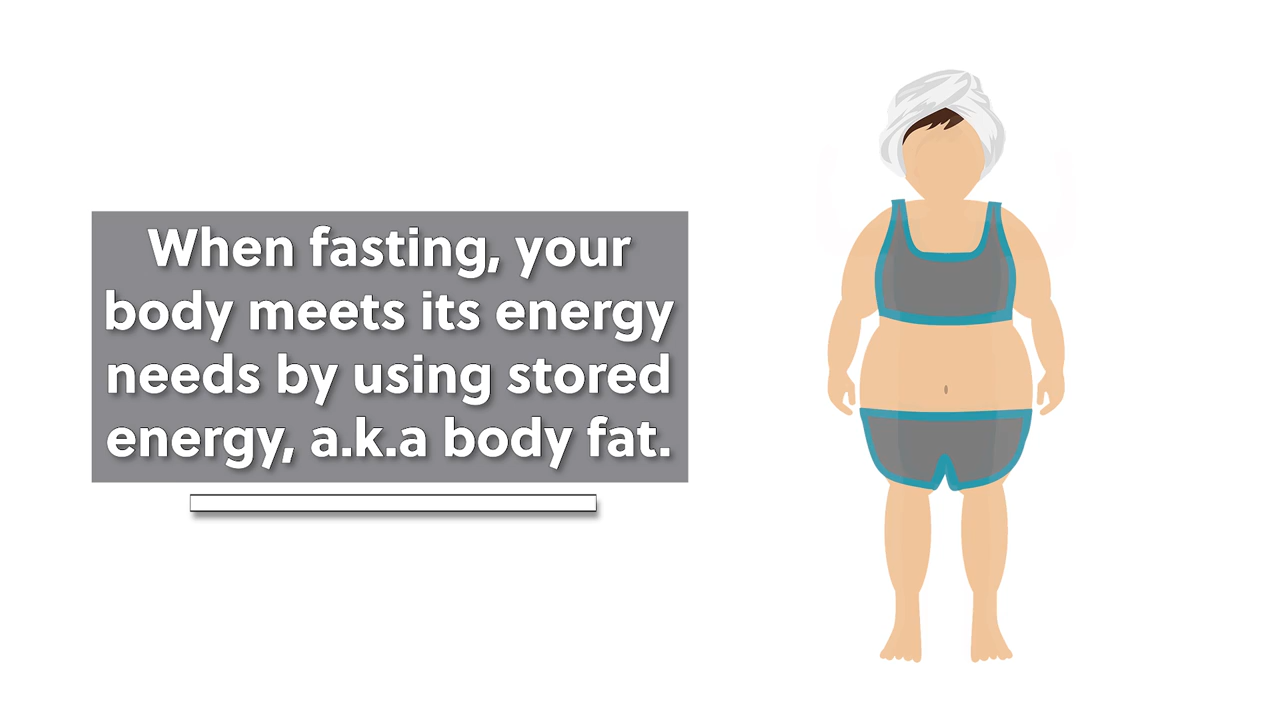 When fasting, your
body meets its energy
needs by using stored
energy, a.k.a body fat.